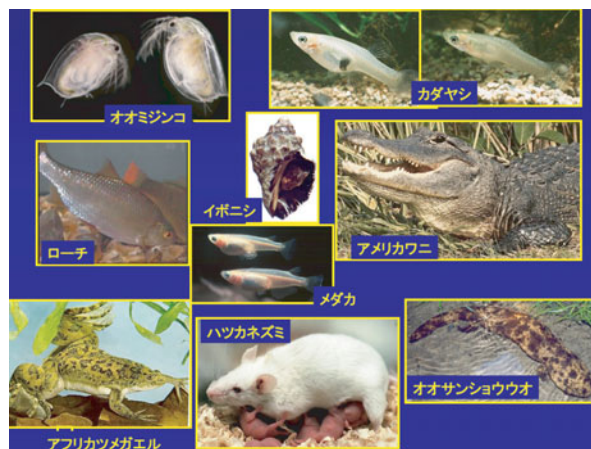 オオミジンコ
カダヤシ
イボニシ
ローチ
アメリカワニ
メダカ
ハツカネズミ
オオサンショウウオ
アフリカツメガエル